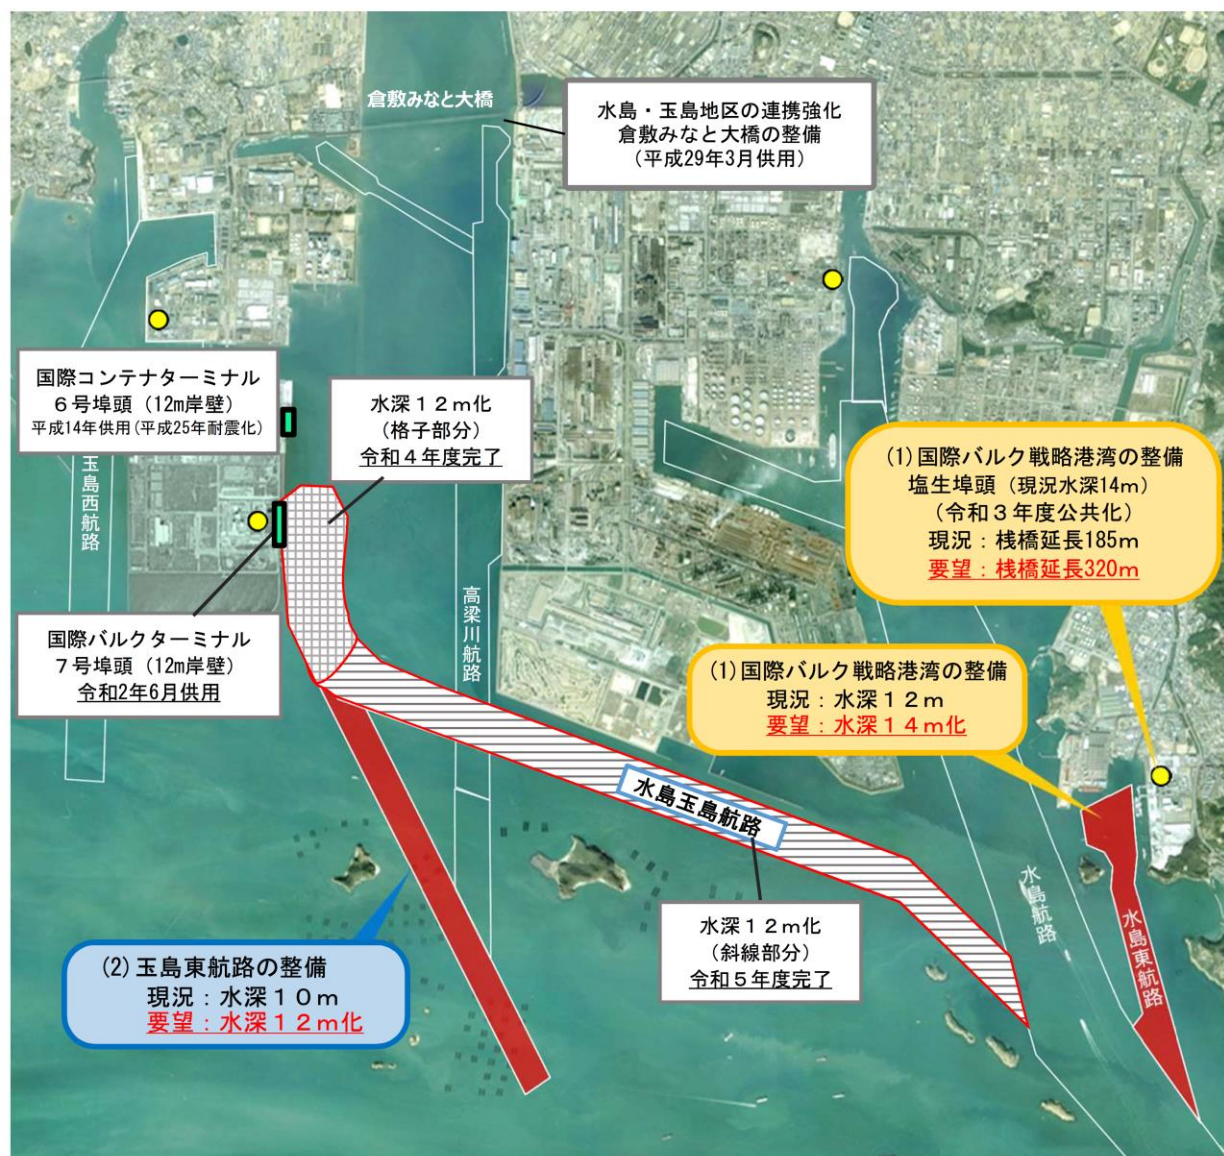 倉敷みなと大橋
水島・玉島地区の連携強化
倉敷みなと大橋の整備
（平成29年3月供用）
国際コンテナターミナル
６号埠頭（12m岸壁）
平成14年供用（平成25年耐震化）
水深１２ｍ化
（格子部分）
令和４年度完了
(1)国際バルク戦略港湾の整備
塩生埠頭（現況水深14m）
（令和３年度公共化）
現況：桟橋延長185m
要望：桟橋延長320m
玉島西航路
高梁川航路
国際バルクターミナル
７号埠頭（12m岸壁）
令和2年6月供用
(1)国際バルク戦略港湾の整備
現況：水深１２ｍ
要望：水深１４ｍ化
水島玉島航路
水島航路
水島東航路
水深１２ｍ化
（斜線部分）
令和５年度完了
(2)玉島東航路の整備
現況：水深１０ｍ
要望：水深１２ｍ化